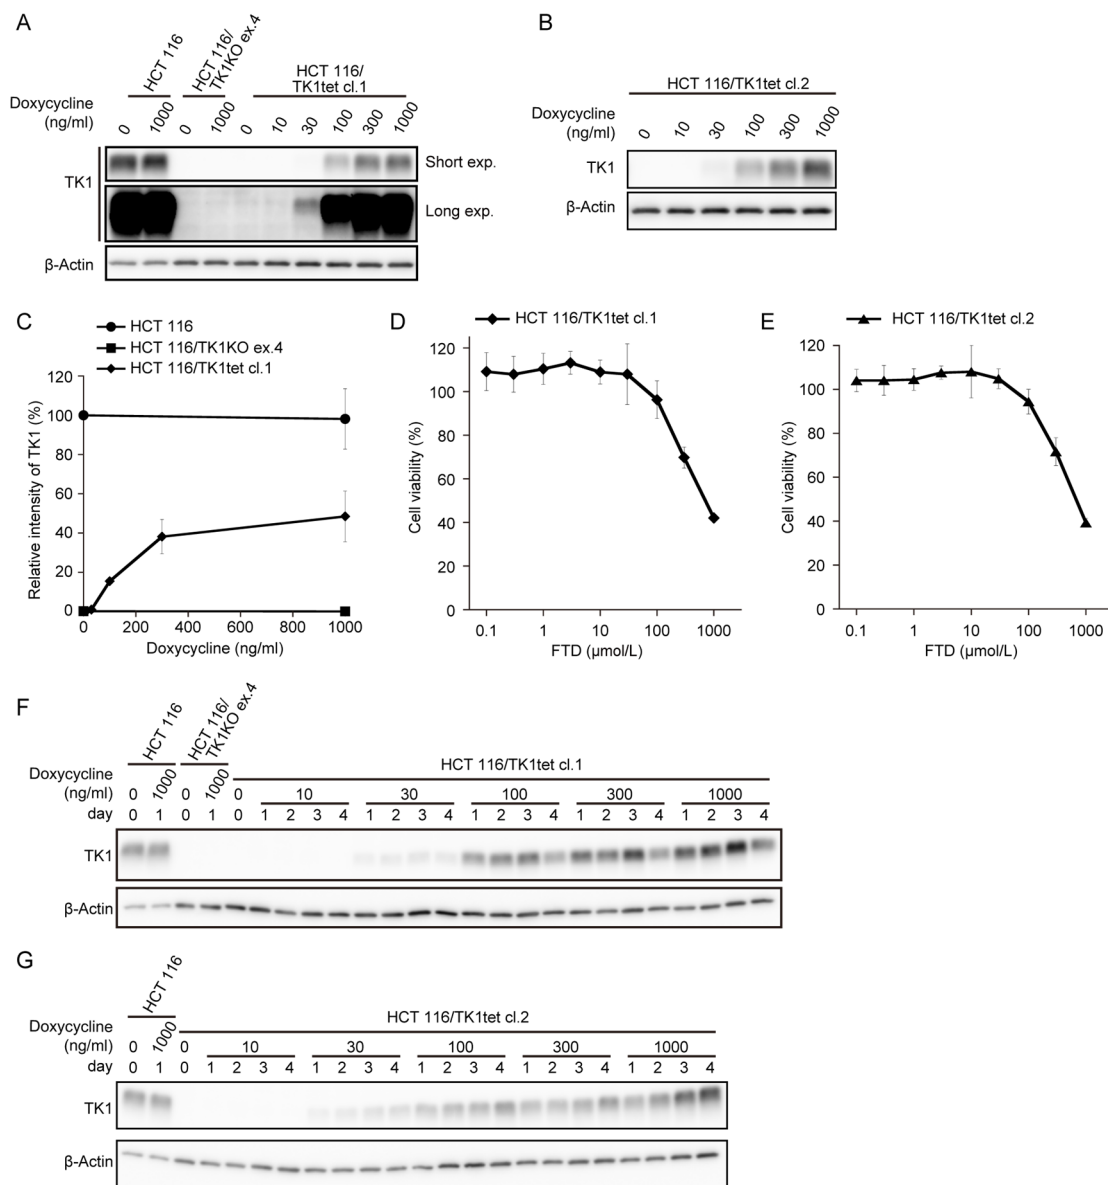 A
HCT 116
HCT 116/
TK1KO ex.4
HCT 116/
TK1tet cl.1
Doxycycline
(ng/ml)
0 1000 0 1000 0 10 30 100 300 1000
TK1
Short exp.
Long exp.
β-Actin
B
HCT 116/TK1tet cl.2
Doxycycline
(ng/ml)
0 10 30 100 300 1000
TK1
β-Actin
C
HCT 116
HCT 116/TK1KO ex.4
HCT 116/TK1tet cl.1
Relative intensity of TK1 (%)
120
100
80
60
40
20
0
0 200 400 600 800 1000
Doxycycline (ng/ml)
D
HCT 116/TK1tet cl.1
Cell viability (%)
120
100
80
60
40
20
0
0.1 1 10 100 1000
FTD (μmol/L)
E
HCT 116/TK1tet cl.2
Cell viability (%)
120
100
80
60
40
20
0
0.1 1 10 100 1000
FTD (μmol/L)
F
HCT 116
HCT 116/
TK1KO ex.4
HCT 116/TK1tet cl.1
Doxycycline
(ng/ml)
0 1000 0 1000 0 10 30 100 300 1000
day 0 1 0 1 0 1 2 3 4 1 2 3 4 1 2 3 4 1 2 3 4 1 2 3 4
TK1
β-Actin
G
HCT 116
HCT 116/TK1tet cl.2
Doxycycline
(ng/ml)
0 1000 0 10 30 100 300 1000
day 0 1 0 1 2 3 4 1 2 3 4 1 2 3 4 1 2 3 4 1 2 3 4
TK1
β-Actin